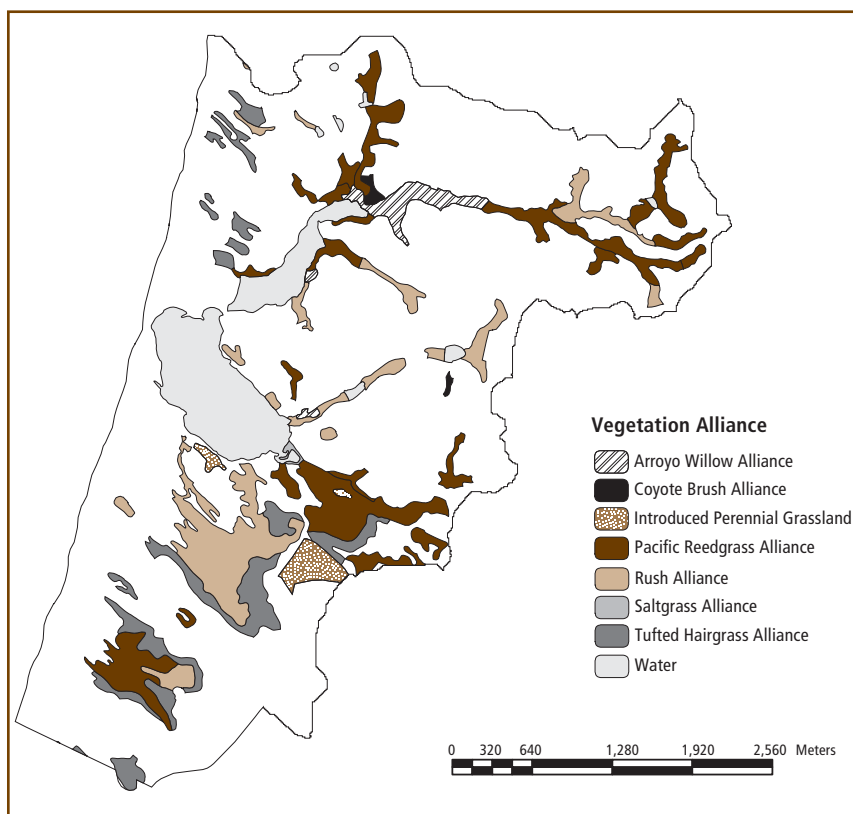 Vegetation Alliance
Arroyo Willow Alliance
Coyote Brush Alliance
Introduced Perennial Grassland
Pacific Reedgrass Alliance
Rush Alliance
Saltgrass Alliance
Tufted Hairgrass Alliance
Water
0 320 640 1,280 1,920 2,560 Meters